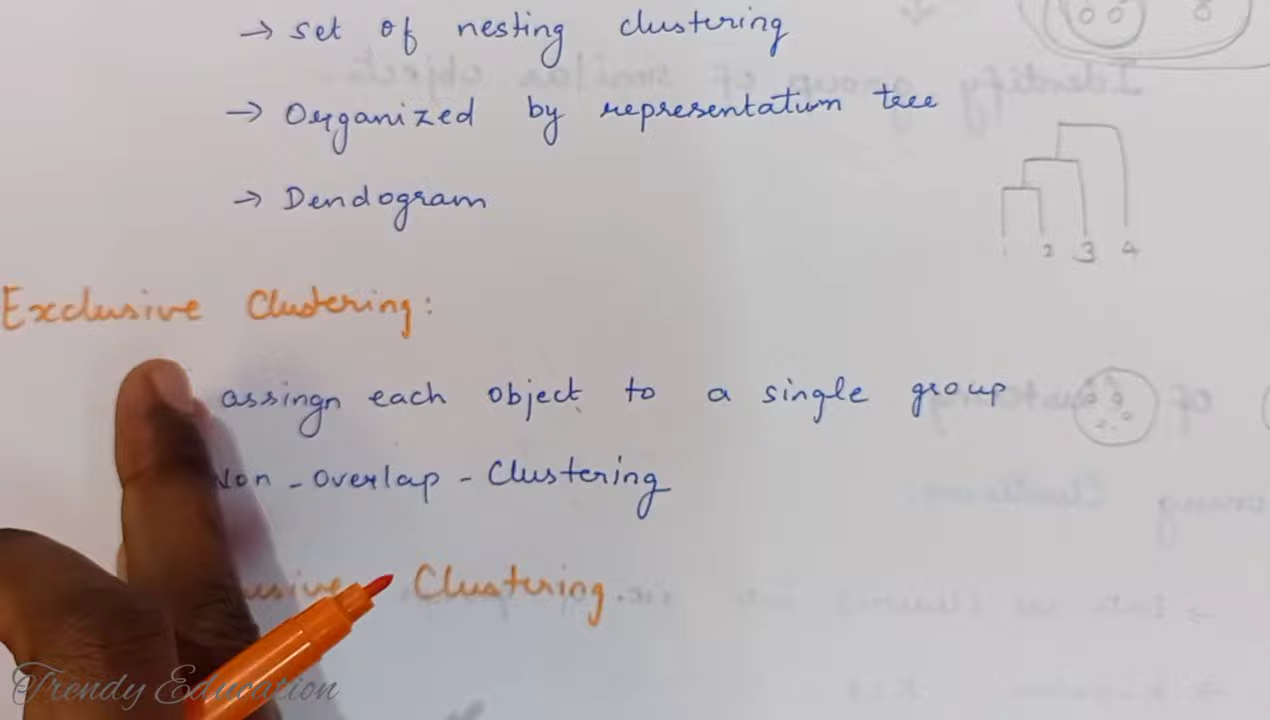 → set of nesting clustering
→ Organized by representation tree
→ Dendogram
1 2 3 4
Exclusive Clustering:
assingn each object to a single group
Non-overlap-Clustering
Clustering
Trendy Education